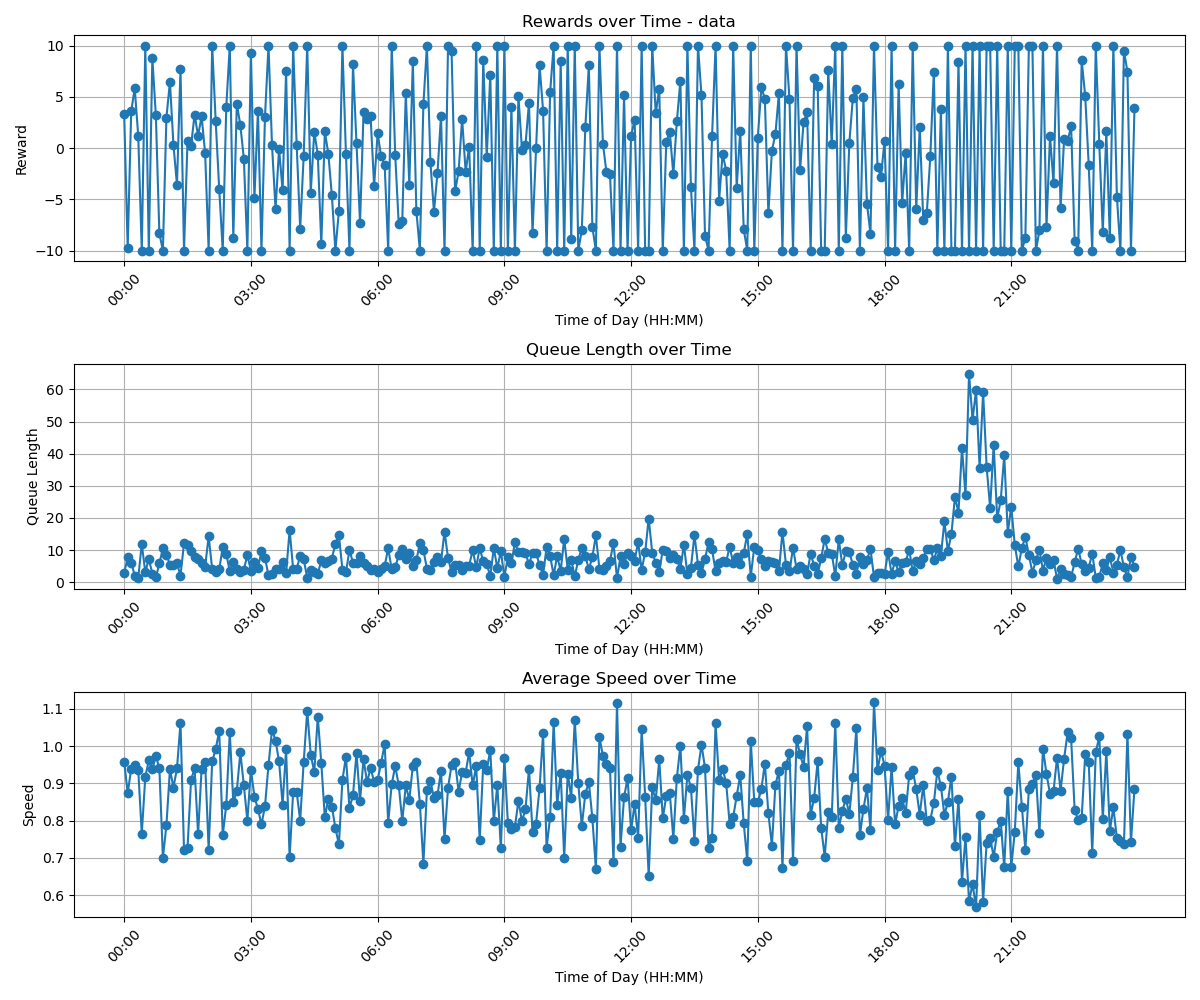 Rewards over Time - data
Reward
10
5
0
−5
−10
00:00 03:00 06:00 09:00 12:00 15:00 18:00 21:00
Time of Day (HH:MM)
Queue Length over Time
Queue Length
60
50
40
30
20
10
0
00:00 03:00 06:00 09:00 12:00 15:00 18:00 21:00
Time of Day (HH:MM)
Average Speed over Time
Speed
1.1
1.0
0.9
0.8
0.7
0.6
00:00 03:00 06:00 09:00 12:00 15:00 18:00 21:00
Time of Day (HH:MM)